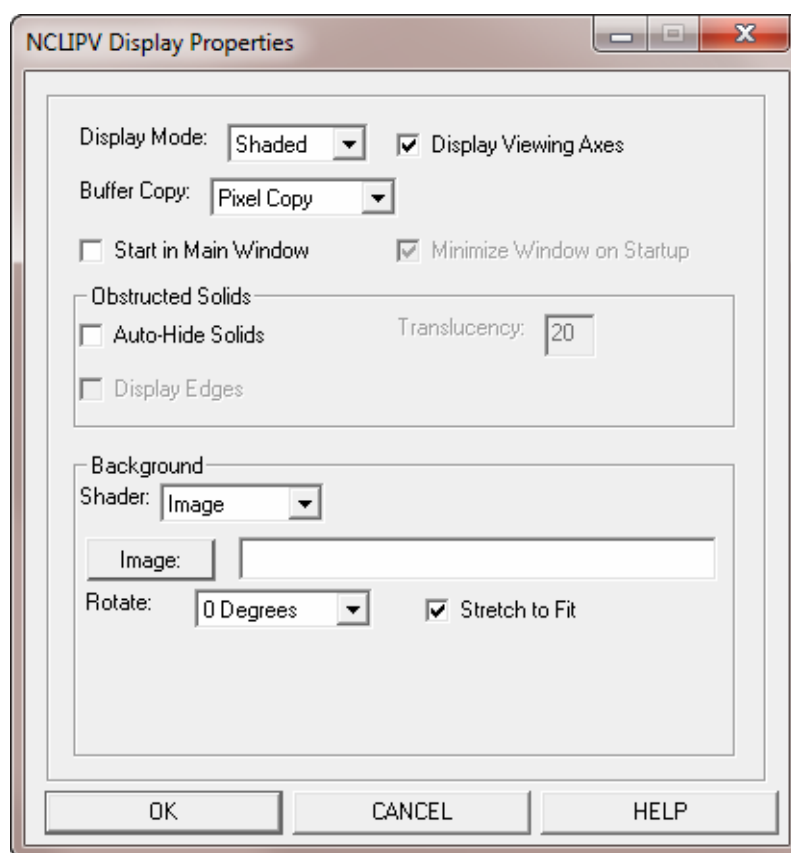 NCLIPV Display Properties
Display Mode: Shaded Display Viewing Axes
Buffer Copy: Pixel Copy
Start in Main Window Minimize Window on Startup
Obstructed Solids
Auto-Hide Solids Translucency: 20
Display Edges
Background
Shader: Image
Image:
Rotate: 0 Degrees Stretch to Fit
OK CANCEL HELP